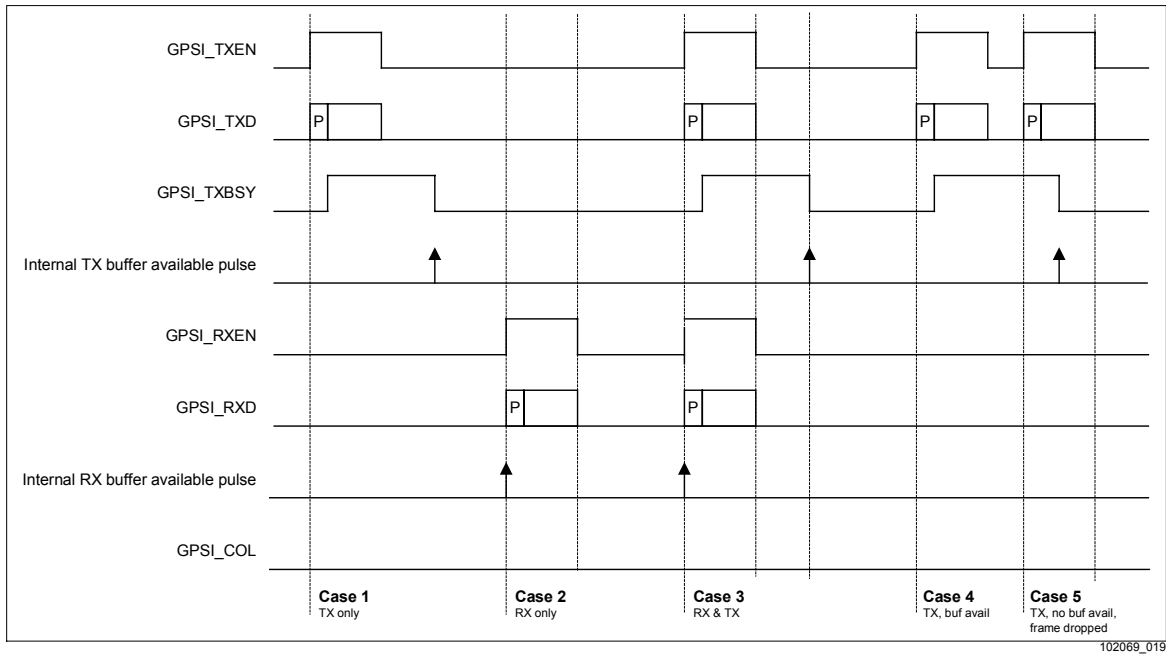 GPSI_TXEN
GPSI_TXD
P
P
P
P
GPSI_TXBSY
Internal TX buffer available pulse
GPSI_RXEN
GPSI_RXD
P
P
Internal RX buffer available pulse
GPSI_COL
Case 1
TX only
Case 2
RX only
Case 3
RX & TX
Case 4
TX, buf avail
Case 5
TX, no buf avail,
frame dropped
102069_019